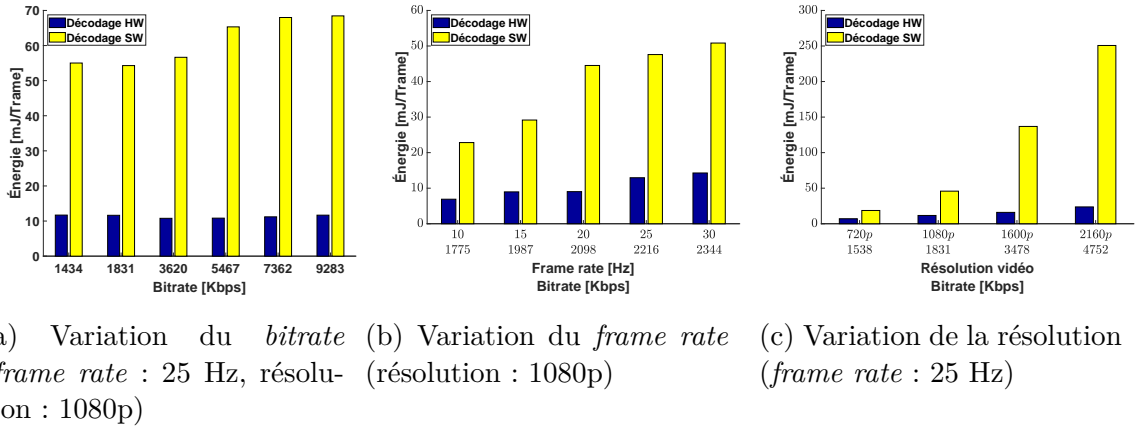 70
60
50
40
30
20
10
0
Énergie [mJ/Trame]
Décodage HW
Décodage SW
1434 1831 3620 5467 7362 9283
Bitrate [Kbps]
60
50
40
30
20
10
0
Énergie [mJ/Trame]
Décodage HW
Décodage SW
10 15 20 25 30
1775 1987 2098 2216 2344
Frame rate [Hz]
Bitrate [Kbps]
300
250
200
150
100
50
0
Énergie [mJ/Trame]
Décodage HW
Décodage SW
720p 1080p 1600p 2160p
1538 1831 3478 4752
Résolution vidéo
Bitrate [Kbps]
a) Variation du bitrate
frame rate : 25 Hz, résolu-
on : 1080p)
(b) Variation du frame rate
(résolution : 1080p)
(c) Variation de la résolution
(frame rate : 25 Hz)